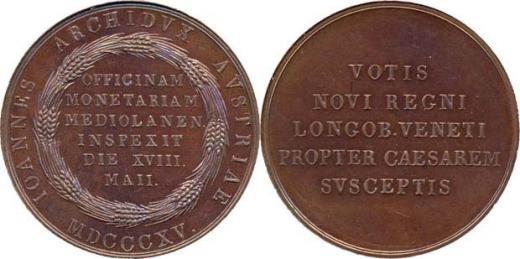 IOANNES ARCHIDVX AVSTRIAE
OFFICINAM
MONETARIAM
MEDIOLANEN
INSPEXIT
DIE XVIII.
MAII.
MDCCCXV.
VOTIS
NOVI REGNI
LONGOB.VENETI
PROPTER CAESAREM
SVSCEPTIS